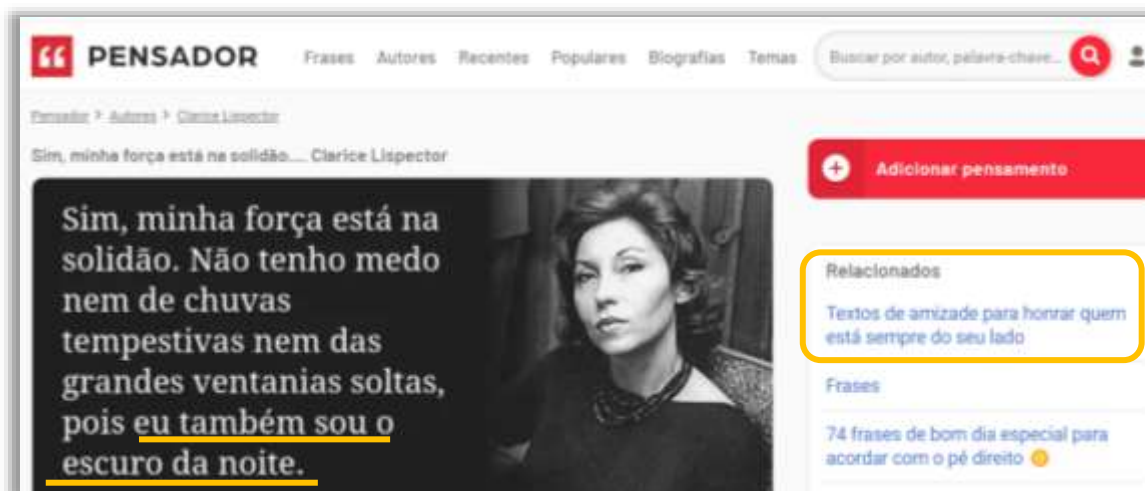 PENSADOR
Frases Autores Recentes Populares Biografias Temas
Buscar por autor, palavra-chave...
Pensador > Autores > Clarice Lispector
Sim, minha força está na solidão.... Clarice Lispector
Adicionar pensamento
Sim, minha força está na
solidão. Não tenho medo
nem de chuvas
tempestivas nem das
grandes ventanias soltas,
pois eu também sou o
escuro da noite.
Relacionados
Textos de amizade para honrar quem
está sempre do seu lado
Frases
74 frases de bom dia especial para
acordar com o pé direito